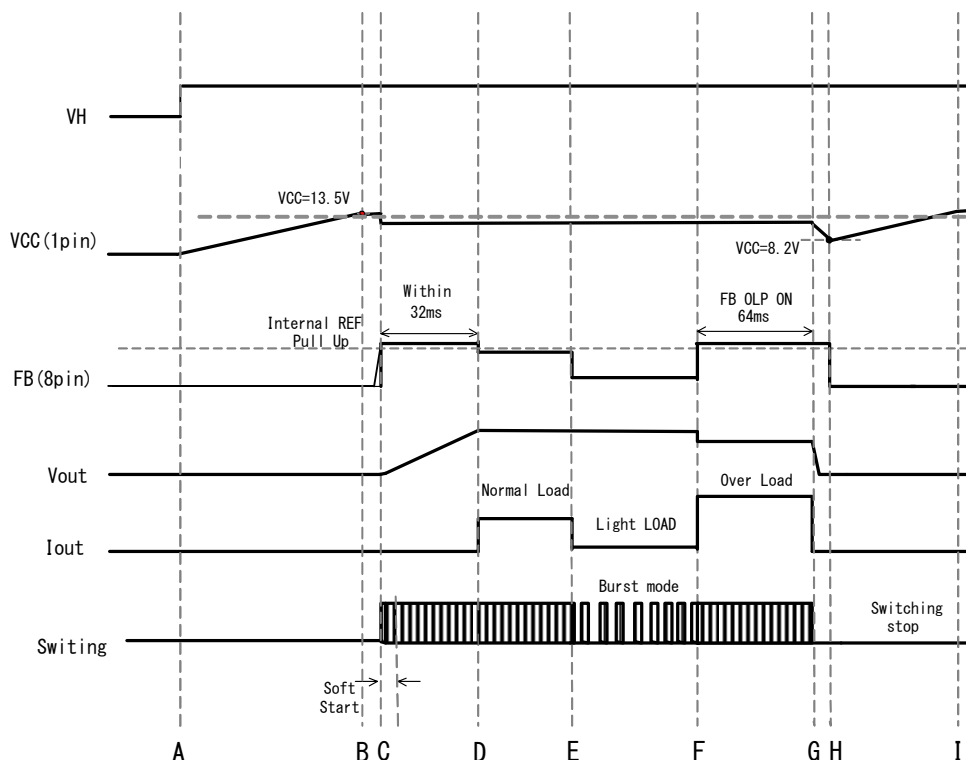 VH
VCC=13.5V
VCC(1pin)
VCC=8.2V
Within
32ms
FB OLP ON
64ms
Internal REF
Pull Up
FB(8pin)
Vout
Normal Load
Over Load
Light LOAD
Iout
Burst mode
Switing
Switching
stop
Soft
Start
A B C D E F G H I